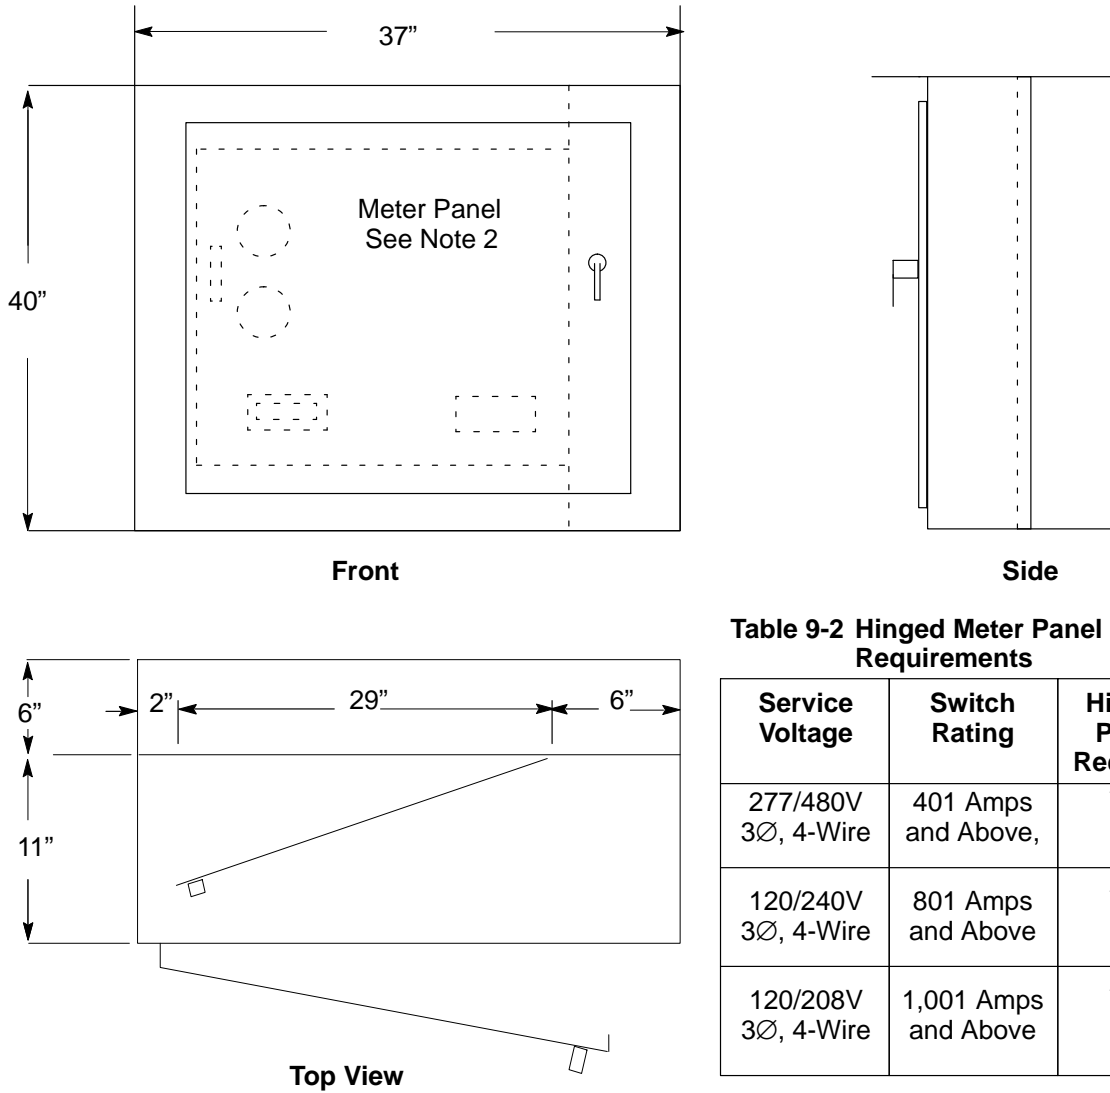 37”
Meter Panel
See Note 2
40”
Front
Side
6”
2”
29”
6”
11”
Top View
Table 9-2 Hinged Meter Panel
Requirements
Service
Voltage
Switch
Rating
277/480V
3∅, 4-Wire
401 Amps
and Above,
120/240V
3∅, 4-Wire
801 Amps
and Above
120/208V
3∅, 4-Wire
1,001 Amps
and Above